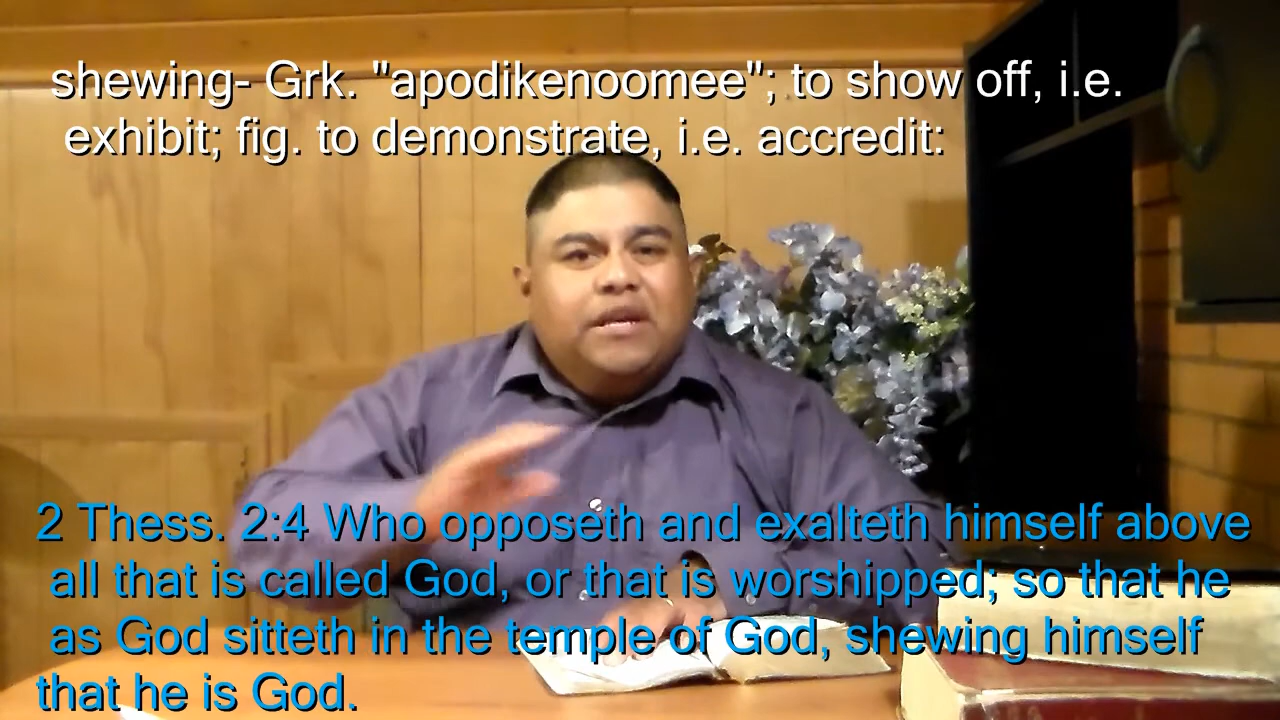 shewing- Grk. "apodikenoomee"; to show off, i.e.
exhibit; fig. to demonstrate, i.e. accredit:
2 Thess. 2:4 Who opposeth and exalteth himself above
all that is called God, or that is worshipped; so that he
as God sitteth in the temple of God, shewing himself
that he is God.